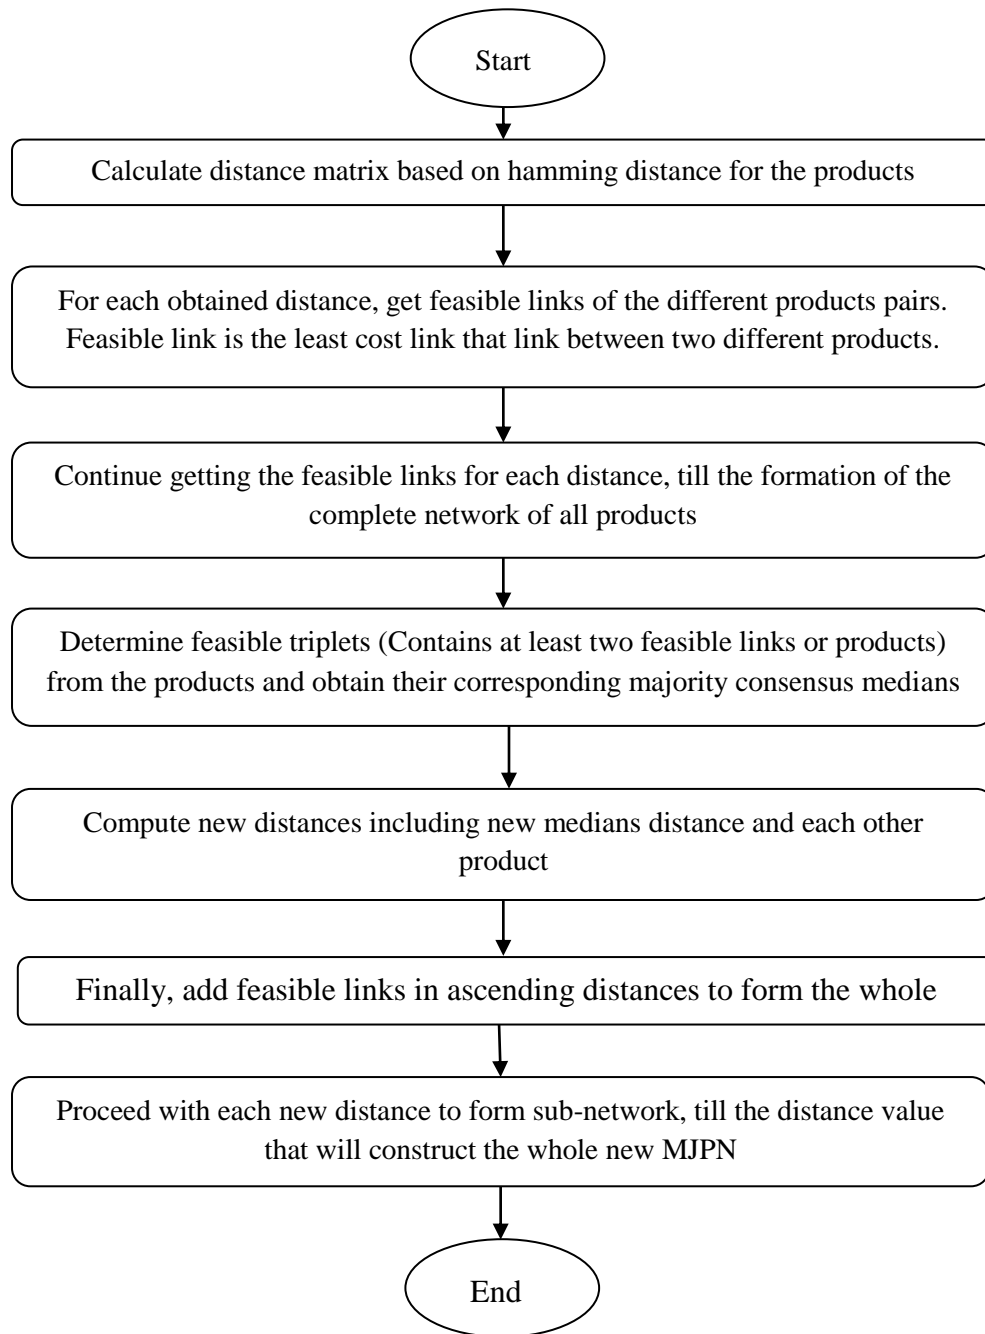 Start
Calculate distance matrix based on hamming distance for the products
For each obtained distance, get feasible links of the different products pairs.
Feasible link is the least cost link that link between two different products.
Continue getting the feasible links for each distance, till the formation of the
complete network of all products
Determine feasible triplets (Contains at least two feasible links or products)
from the products and obtain their corresponding majority consensus medians
Compute new distances including new medians distance and each other
product
Finally, add feasible links in ascending distances to form the whole
Proceed with each new distance to form sub-network, till the distance value
that will construct the whole new MJPN
End